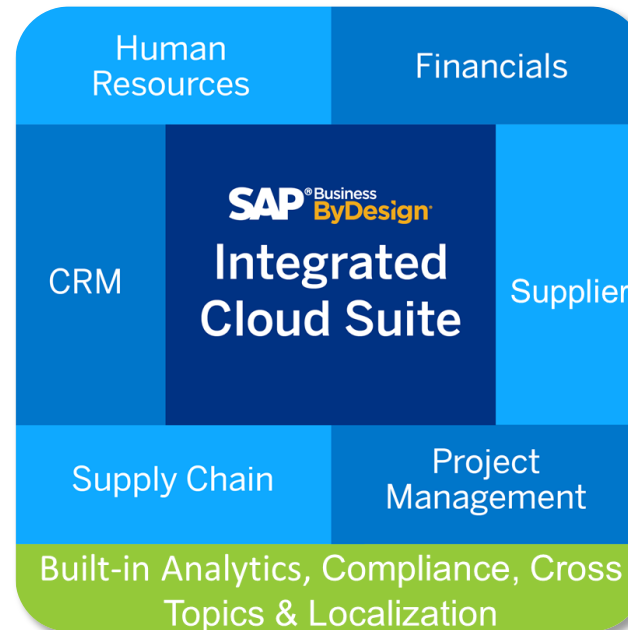 Human
Resources
Financials
SAP® Business
ByDesign
Integrated
Cloud Suite
CRM
Supplier
Supply Chain
Project
Management
Built-in Analytics, Compliance, Cross
Topics & Localization